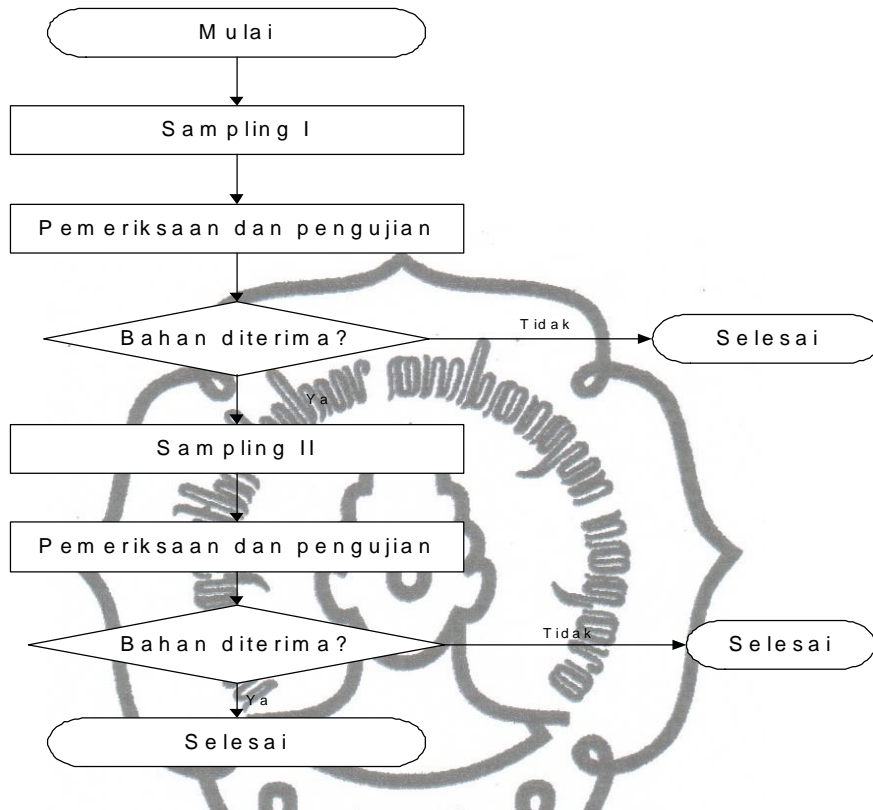 Mulai
Sampling I
Pemeriksaan dan pengujian
Bahan diterima?
Tidak
Selesai
Ya
Sampling II
Pemeriksaan dan pengujian
Bahan diterima?
Tidak
Selesai
Ya
Selesai